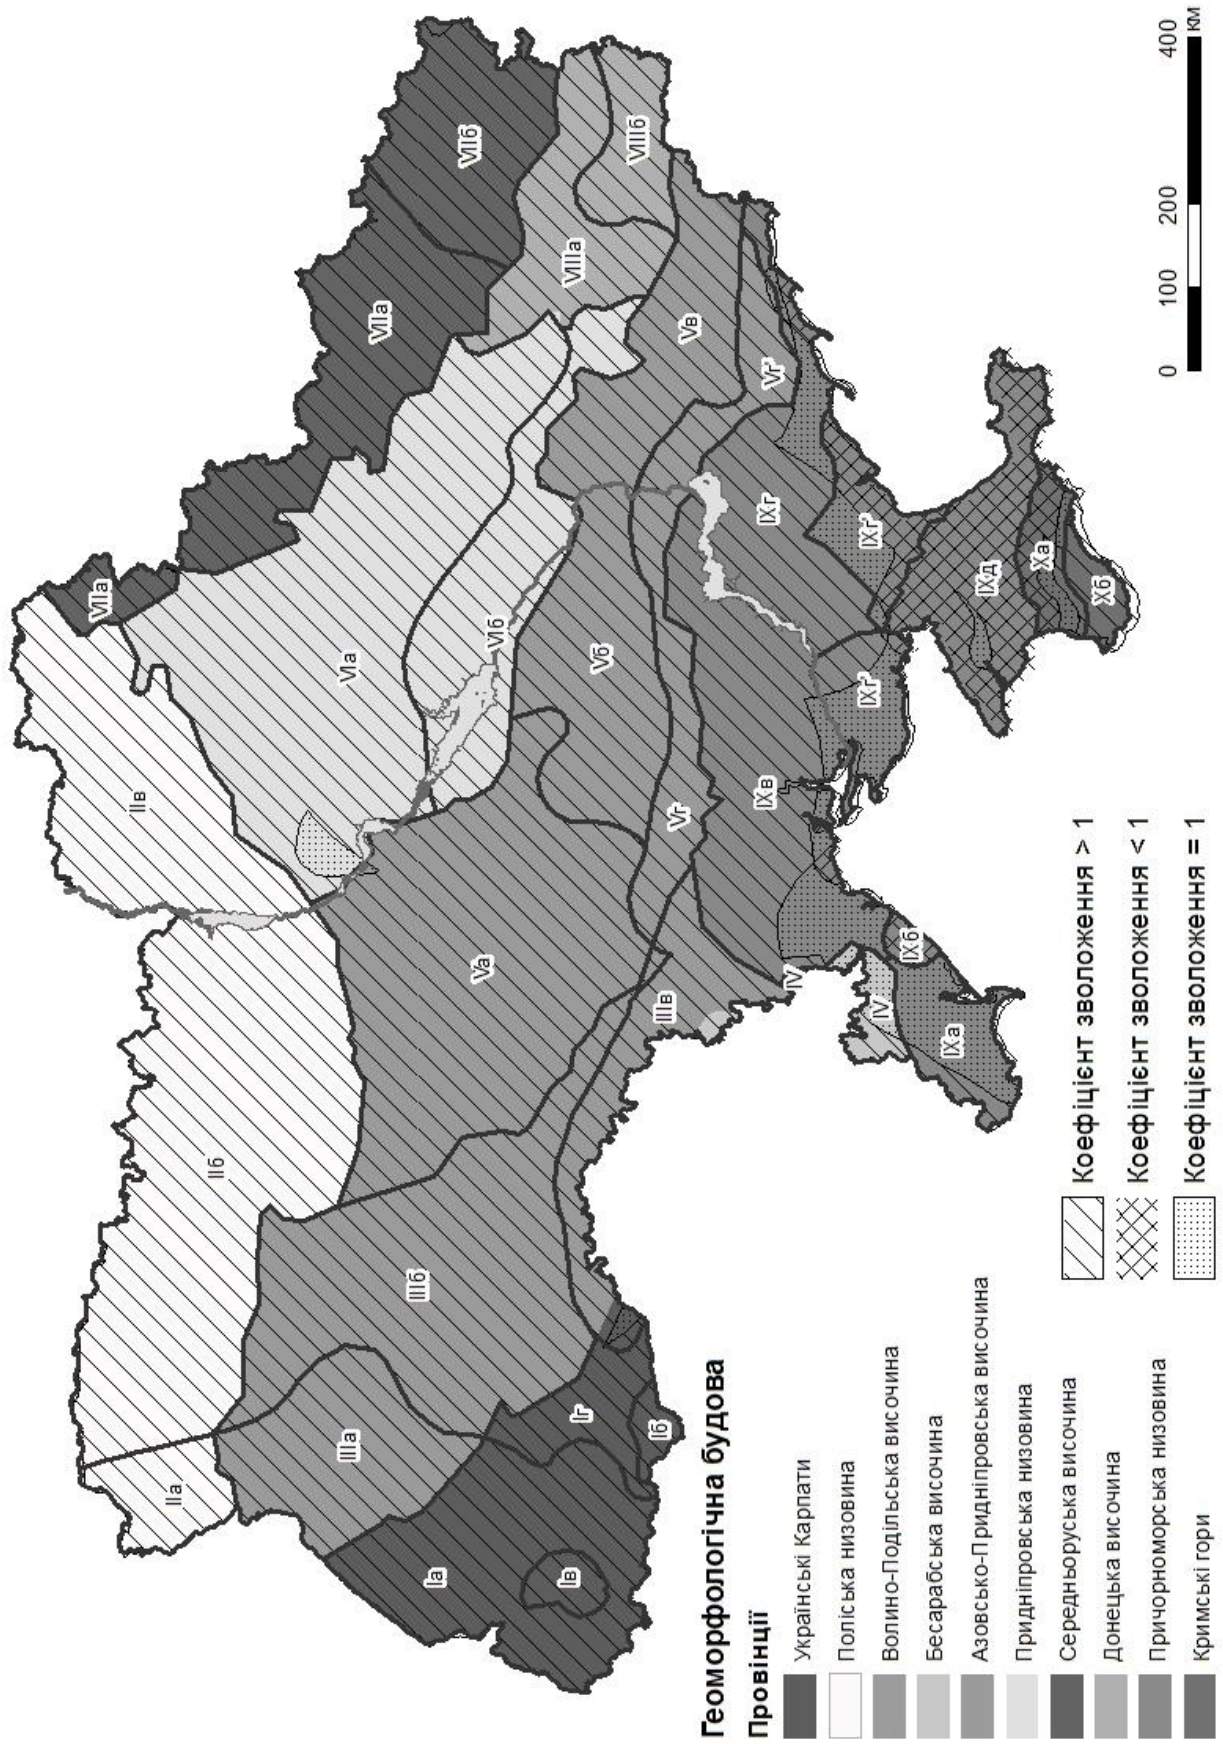 Іа
Ів
Іг
Іб
ІІа
ІІб
ІІв
ІІІа
ІІІб
ІІІв
IV
IV
Va
Vб
Vв
Vг
Vґ
VIа
VIб
VIIа
VIIа
VIIб
VIIIа
VIIIб
IXа
IXб
IXв
IXг
IXґ
IXґ
IXд
Xа
Xб
Геоморфологічна будова
Провінції
Українські Карпати
Поліська низовина
Волино-Подільська височина
Бесарабська височина
Азовсько-Придніпровська височина
Придніпровська низовина
Середньоруська височина
Донецька височина
Причорноморська низовина
Кримські гори
Коефіцієнт зволоження > 1
Коефіцієнт зволоження < 1
Коефіцієнт зволоження = 1
0 100 200 400
км